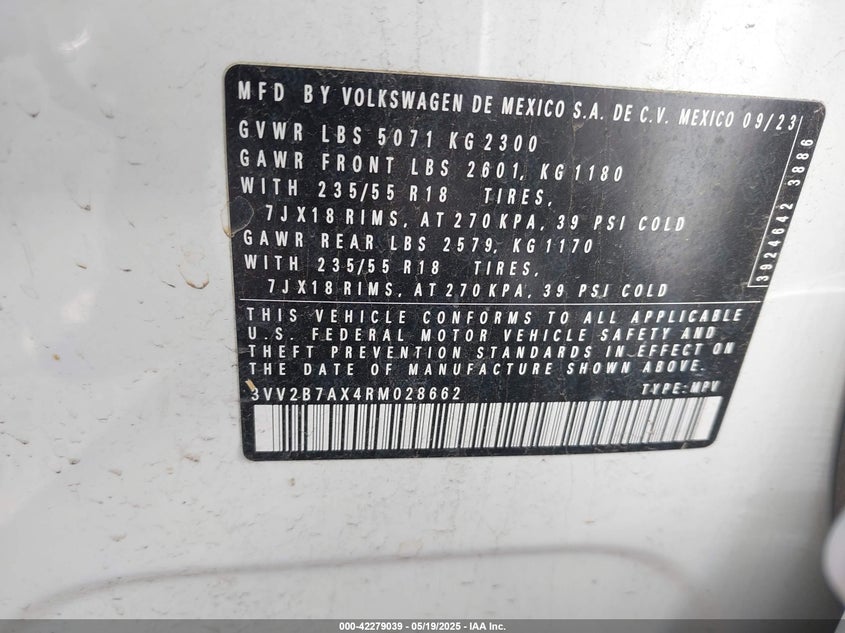 MFD BY VOLKSWAGEN DE MEXICO S.A. DE C.V. MEXICO 09/23
GVWR LBS 5071 KG 2300
GAWR FRONT LBS 2601, KG 1180
WITH 235/55 R18 TIRES,
7JX18 RIMS, AT 270 KPA, 39 PSI COLD
GAWR REAR LBS 2579, KG 1170
WITH 235/55 R18 TIRES,
7JX18 RIMS, AT 270 KPA, 39 PSI COLD
3924642 3886
THIS VEHICLE CONFORMS TO ALL APPLICABLE
U.S. FEDERAL MOTOR VEHICLE SAFETY AND
THEFT PREVENTION STANDARDS IN EFFECT ON
THE DATE OF MANUFACTURE SHOWN ABOVE.
3VV2B7AX4RM028662 TYPE: MPV
000-42279039 - 05/19/2025 - IAA Inc.